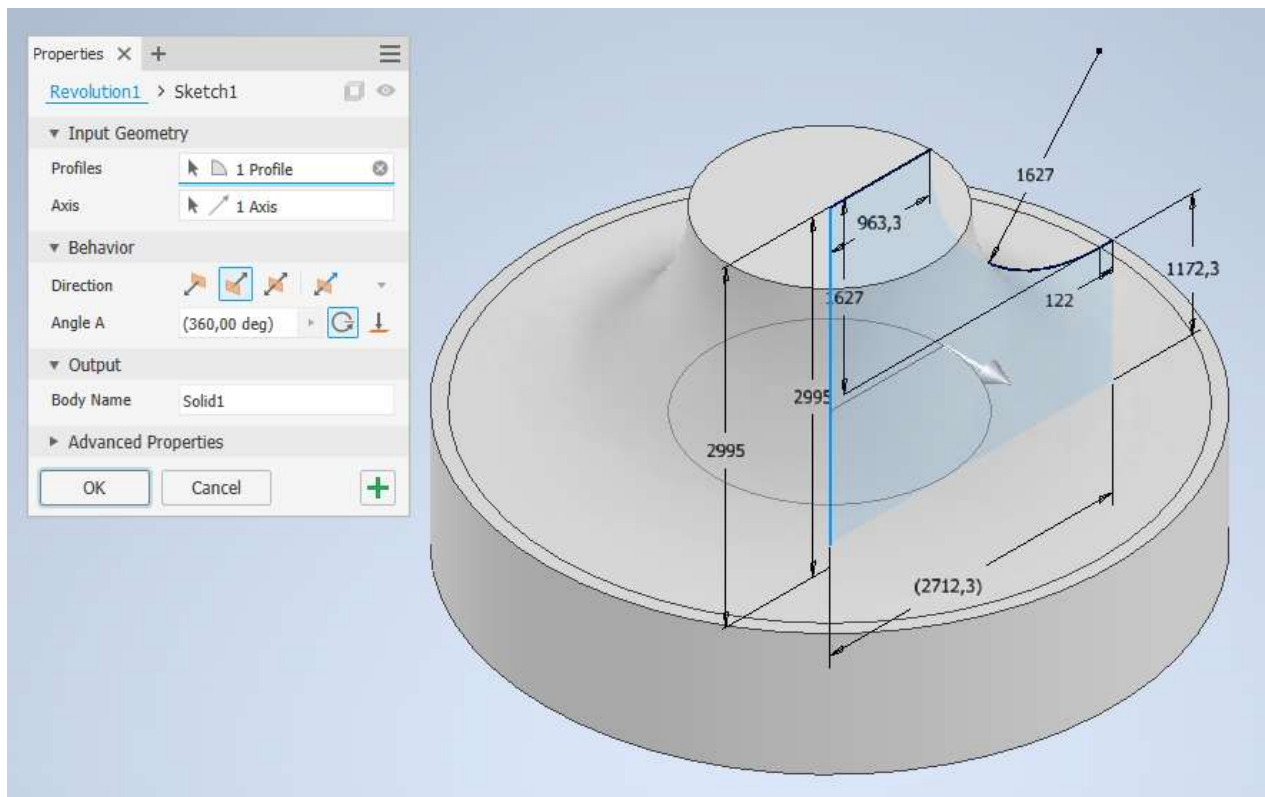 Properties
Revolution1 > Sketch1
Input Geometry
Profiles
1 Profile
Axis
1 Axis
Behavior
Direction
Angle A
(360,00 deg)
Output
Body Name
Solid1
Advanced Properties
OK
Cancel
1627
963,3
1172,3
1627
122
2995
2995
(2712,3)